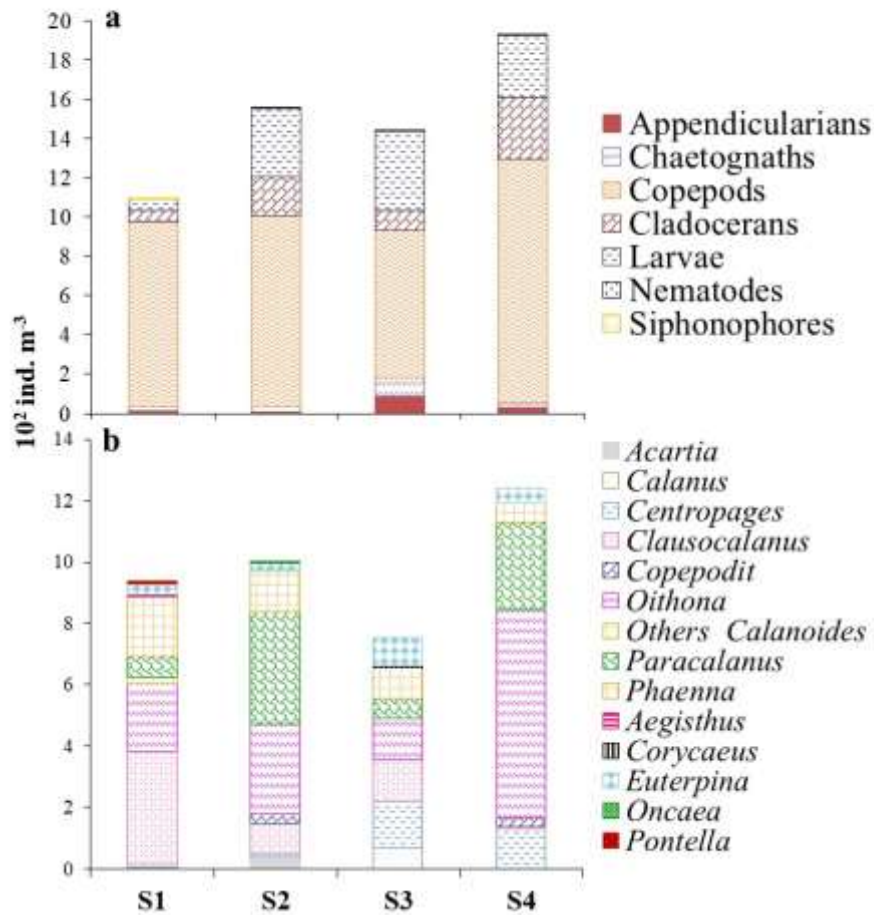 a
20
18
16
14
12
10
8
6
4
2
0
Appendicularians
Chaetognaths
Copepods
Cladocerans
Larvae
Nematodes
Siphonophores
10² ind. m⁻³
b
14
12
10
8
6
4
2
0
Acartia
Calanus
Centropages
Clausocalanus
Copepodit
Oithona
Others Calanoides
Paracalanus
Phaenna
Aegisthus
Corycaeus
Euterpina
Oncaea
Pontella
S1 S2 S3 S4